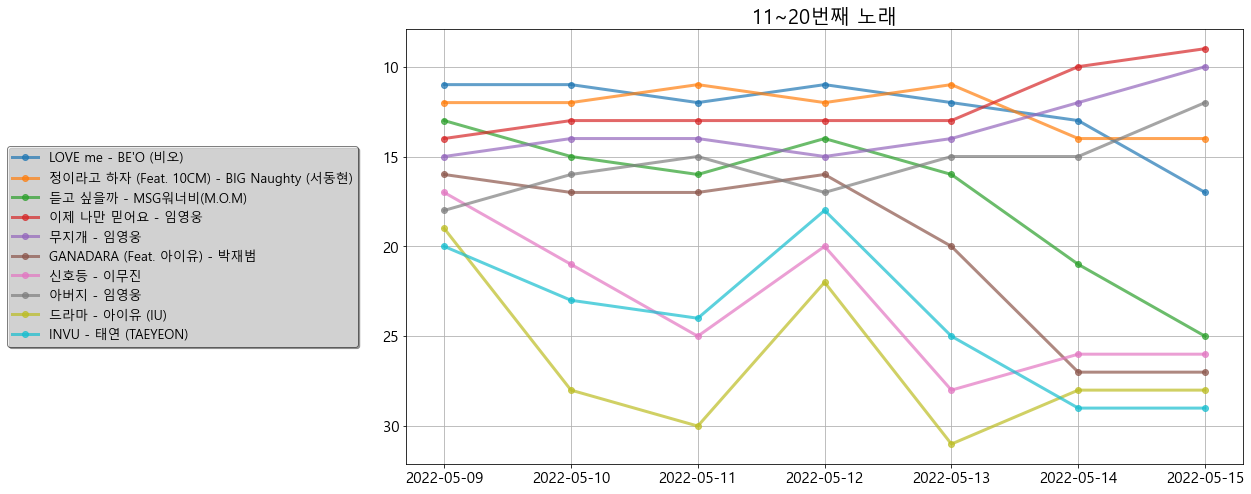 11~20번째 노래
LOVE me - BE'O (비오)
정이라고 하자 (Feat. 10CM) - BIG Naughty (서동현)
듣고 싶을까 - MSG워너비(M.O.M)
이제 나만 믿어요 - 임영웅
무지개 - 임영웅
GANADARA (Feat. 아이유) - 박재범
신호등 - 이무진
아버지 - 임영웅
드라마 - 아이유 (IU)
INVU - 태연 (TAEYEON)
10
15
20
25
30
2022-05-09 2022-05-10 2022-05-11 2022-05-12 2022-05-13 2022-05-14 2022-05-15